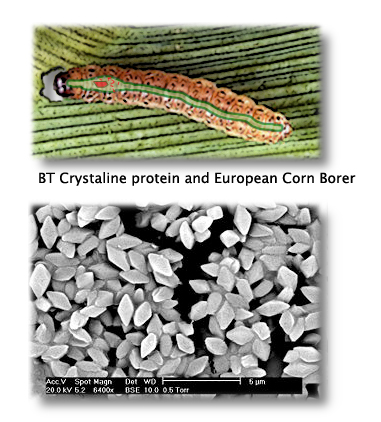 BT Crystaline protein and European Corn Borer
Acc.V Spot Magn Det WD 5 µm
20.0 kV 5.2 6400x BSE 10.0 0.5 Torr